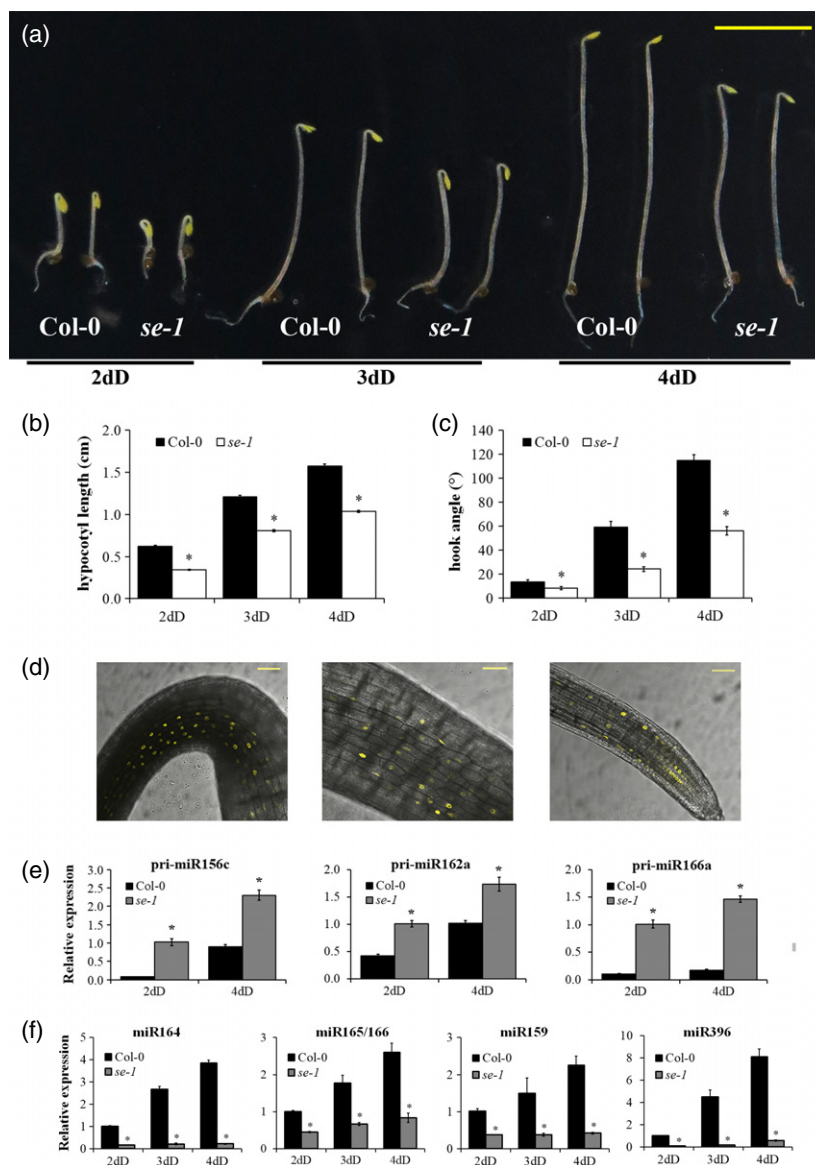 (a)
Col-0 se-1 Col-0 se-1 Col-0 se-1
2dD 3dD 4dD
(b)
hypocotyl length (cm)
Col-0 se-1
2.0
1.5
1.0
0.5
0.0
* * *
2dD 3dD 4dD
(c)
hook angle (°)
Col-0 se-1
140
120
100
80
60
40
20
0
* * *
2dD 3dD 4dD
(d)
(e)
Relative expression
pri-miR156c
Col-0
se-1
3.0
2.5
2.0
1.5
1.0
0.5
0.0
* *
2dD 4dD
pri-miR162a
Col-0
se-1
2.0
1.5
1.0
0.5
0.0
* *
2dD 4dD
pri-miR166a
Col-0
se-1
2.0
1.5
1.0
0.5
0.0
* *
2dD 4dD
(f)
Relative expression
miR164
Col-0
se-1
5
4
3
2
1
0
* * *
2dD 3dD 4dD
miR165/166
Col-0
se-1
3
2
1
0
* * *
2dD 3dD 4dD
miR159
Col-0
se-1
3
2
1
0
* * *
2dD 3dD 4dD
miR396
Col-0
se-1
10
8
6
4
2
0
* * *
2dD 3dD 4dD